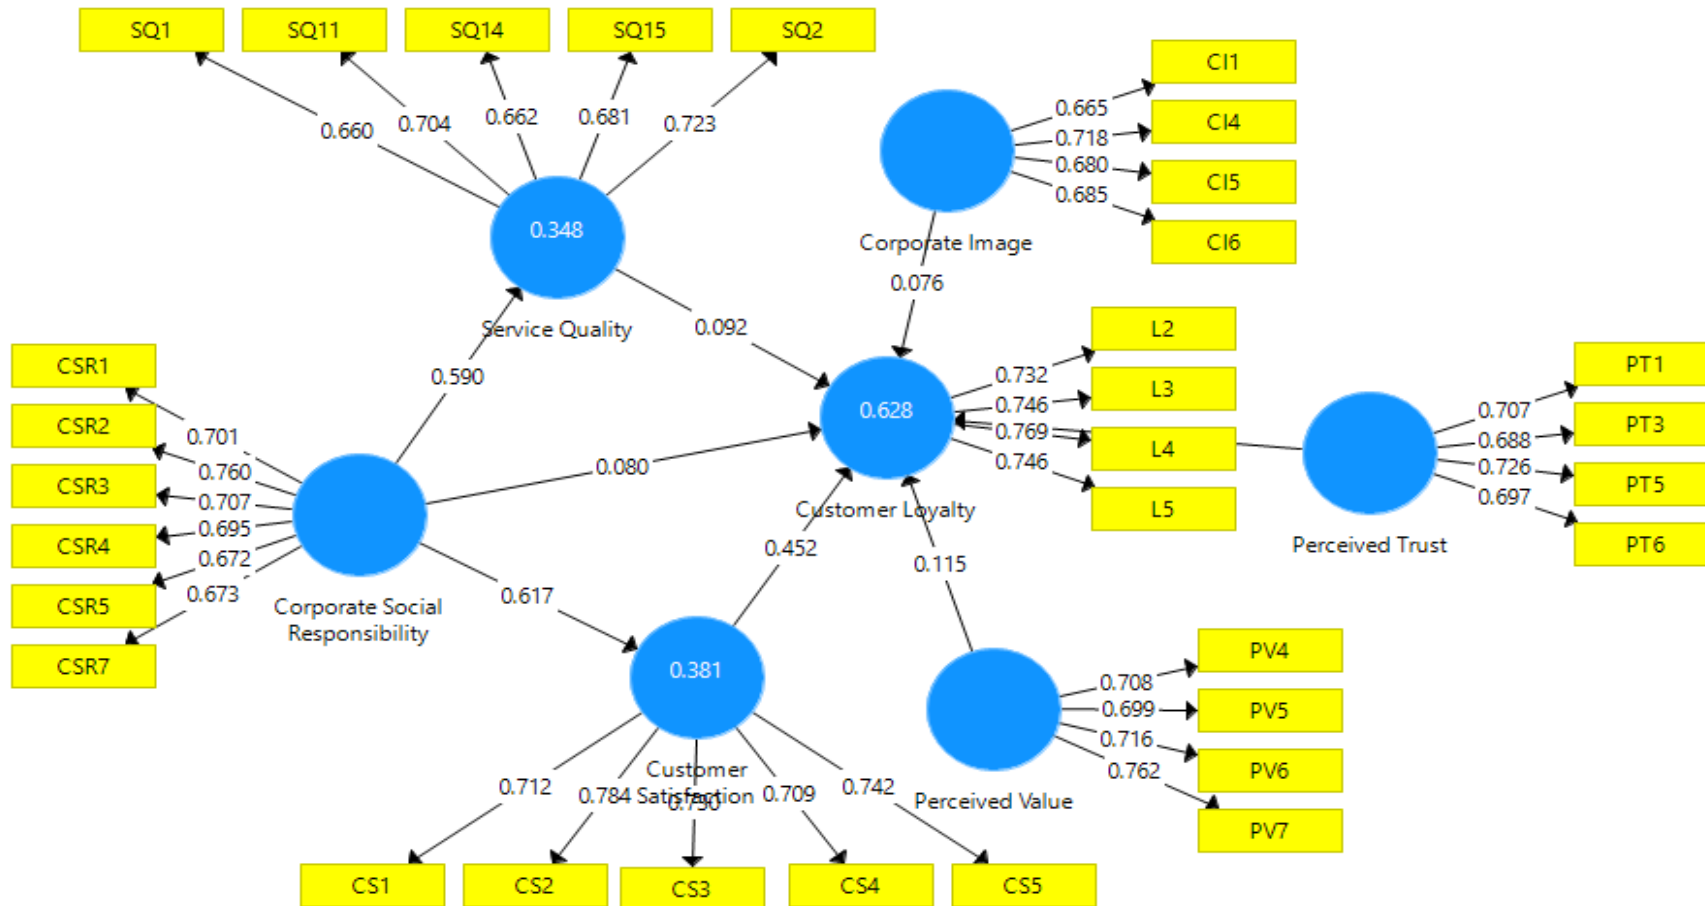 SQ1
SQ11
SQ14
SQ15
SQ2
0.660
0.704
0.662
0.681
0.723
0.348
Service Quality
CI1
CI4
CI5
CI6
0.665
0.718
0.680
0.685
Corporate Image
0.076
0.092
0.590
CSR1
CSR2
CSR3
CSR4
CSR5
CSR7
0.701
0.760
0.707
0.695
0.672
0.673
Corporate Social
Responsibility
0.080
0.617
0.628
Customer Loyalty
L2
L3
L4
L5
0.732
0.746
0.769
0.746
Perceived Trust
0.707
0.688
0.726
0.697
PT1
PT3
PT5
PT6
0.452
0.115
0.381
Customer
Satisfaction
0.712
0.784
0.709
0.742
CS1
CS2
CS3
CS4
CS5
Perceived Value
0.708
0.699
0.716
0.762
PV4
PV5
PV6
PV7